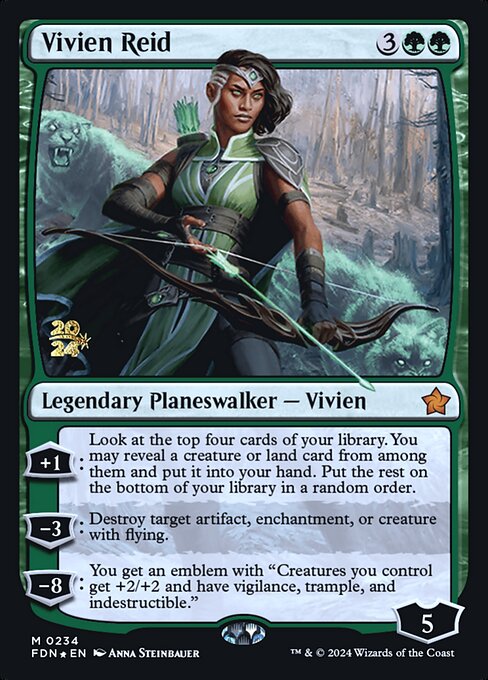 Vivien Reid 3
2024
Legendary Planeswalker — Vivien
+1: Look at the top four cards of your library. You
may reveal a creature or land card from among
them and put it into your hand. Put the rest on
the bottom of your library in a random order.
-3: Destroy target artifact, enchantment, or creature
with flying.
-8: You get an emblem with “Creatures you control
get +2/+2 and have vigilance, trample, and
indestructible.”
5
M 0234
FDN★EN Anna Steinbauer ™ & © 2024 Wizards of the Coast